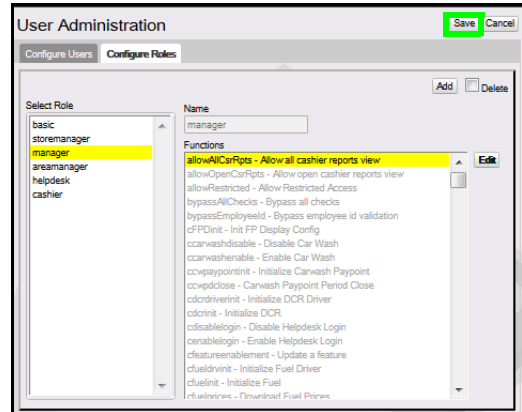 User Administration
Save Cancel
Configure Users Configure Roles
Add Delete
Select Role
basic
storemanager
manager
areamanager
helpdesk
cashier
Name
manager
Functions
allowAllCsrRpts - Allow all cashier reports view
Edit
allowOpenCsrRpts - Allow open cashier reports view
allowRestricted - Allow Restricted Access
bypassAllChecks - Bypass all checks
bypassEmployeeId - Bypass employee id validation
cFPDinit - Init FP Display Config
ccarwashdisable - Disable Car Wash
ccarwashenable - Enable Car Wash
ccwpaypointinit - Initialize Carwash Paypoint
ccwpdclose - Carwash Paypoint Period Close
cdcrdriverinit - Initialize DCR Driver
cdcrinit - Initialize DCR
cdisablelogin - Disable Helpdesk Login
cenablelogin - Enable Helpdesk Login
cfeatureenablement - Update a feature
cfueldrvinit - Initialize Fuel Driver
cfuelinit - Initialize Fuel
cfuelprices - Download Fuel Prices